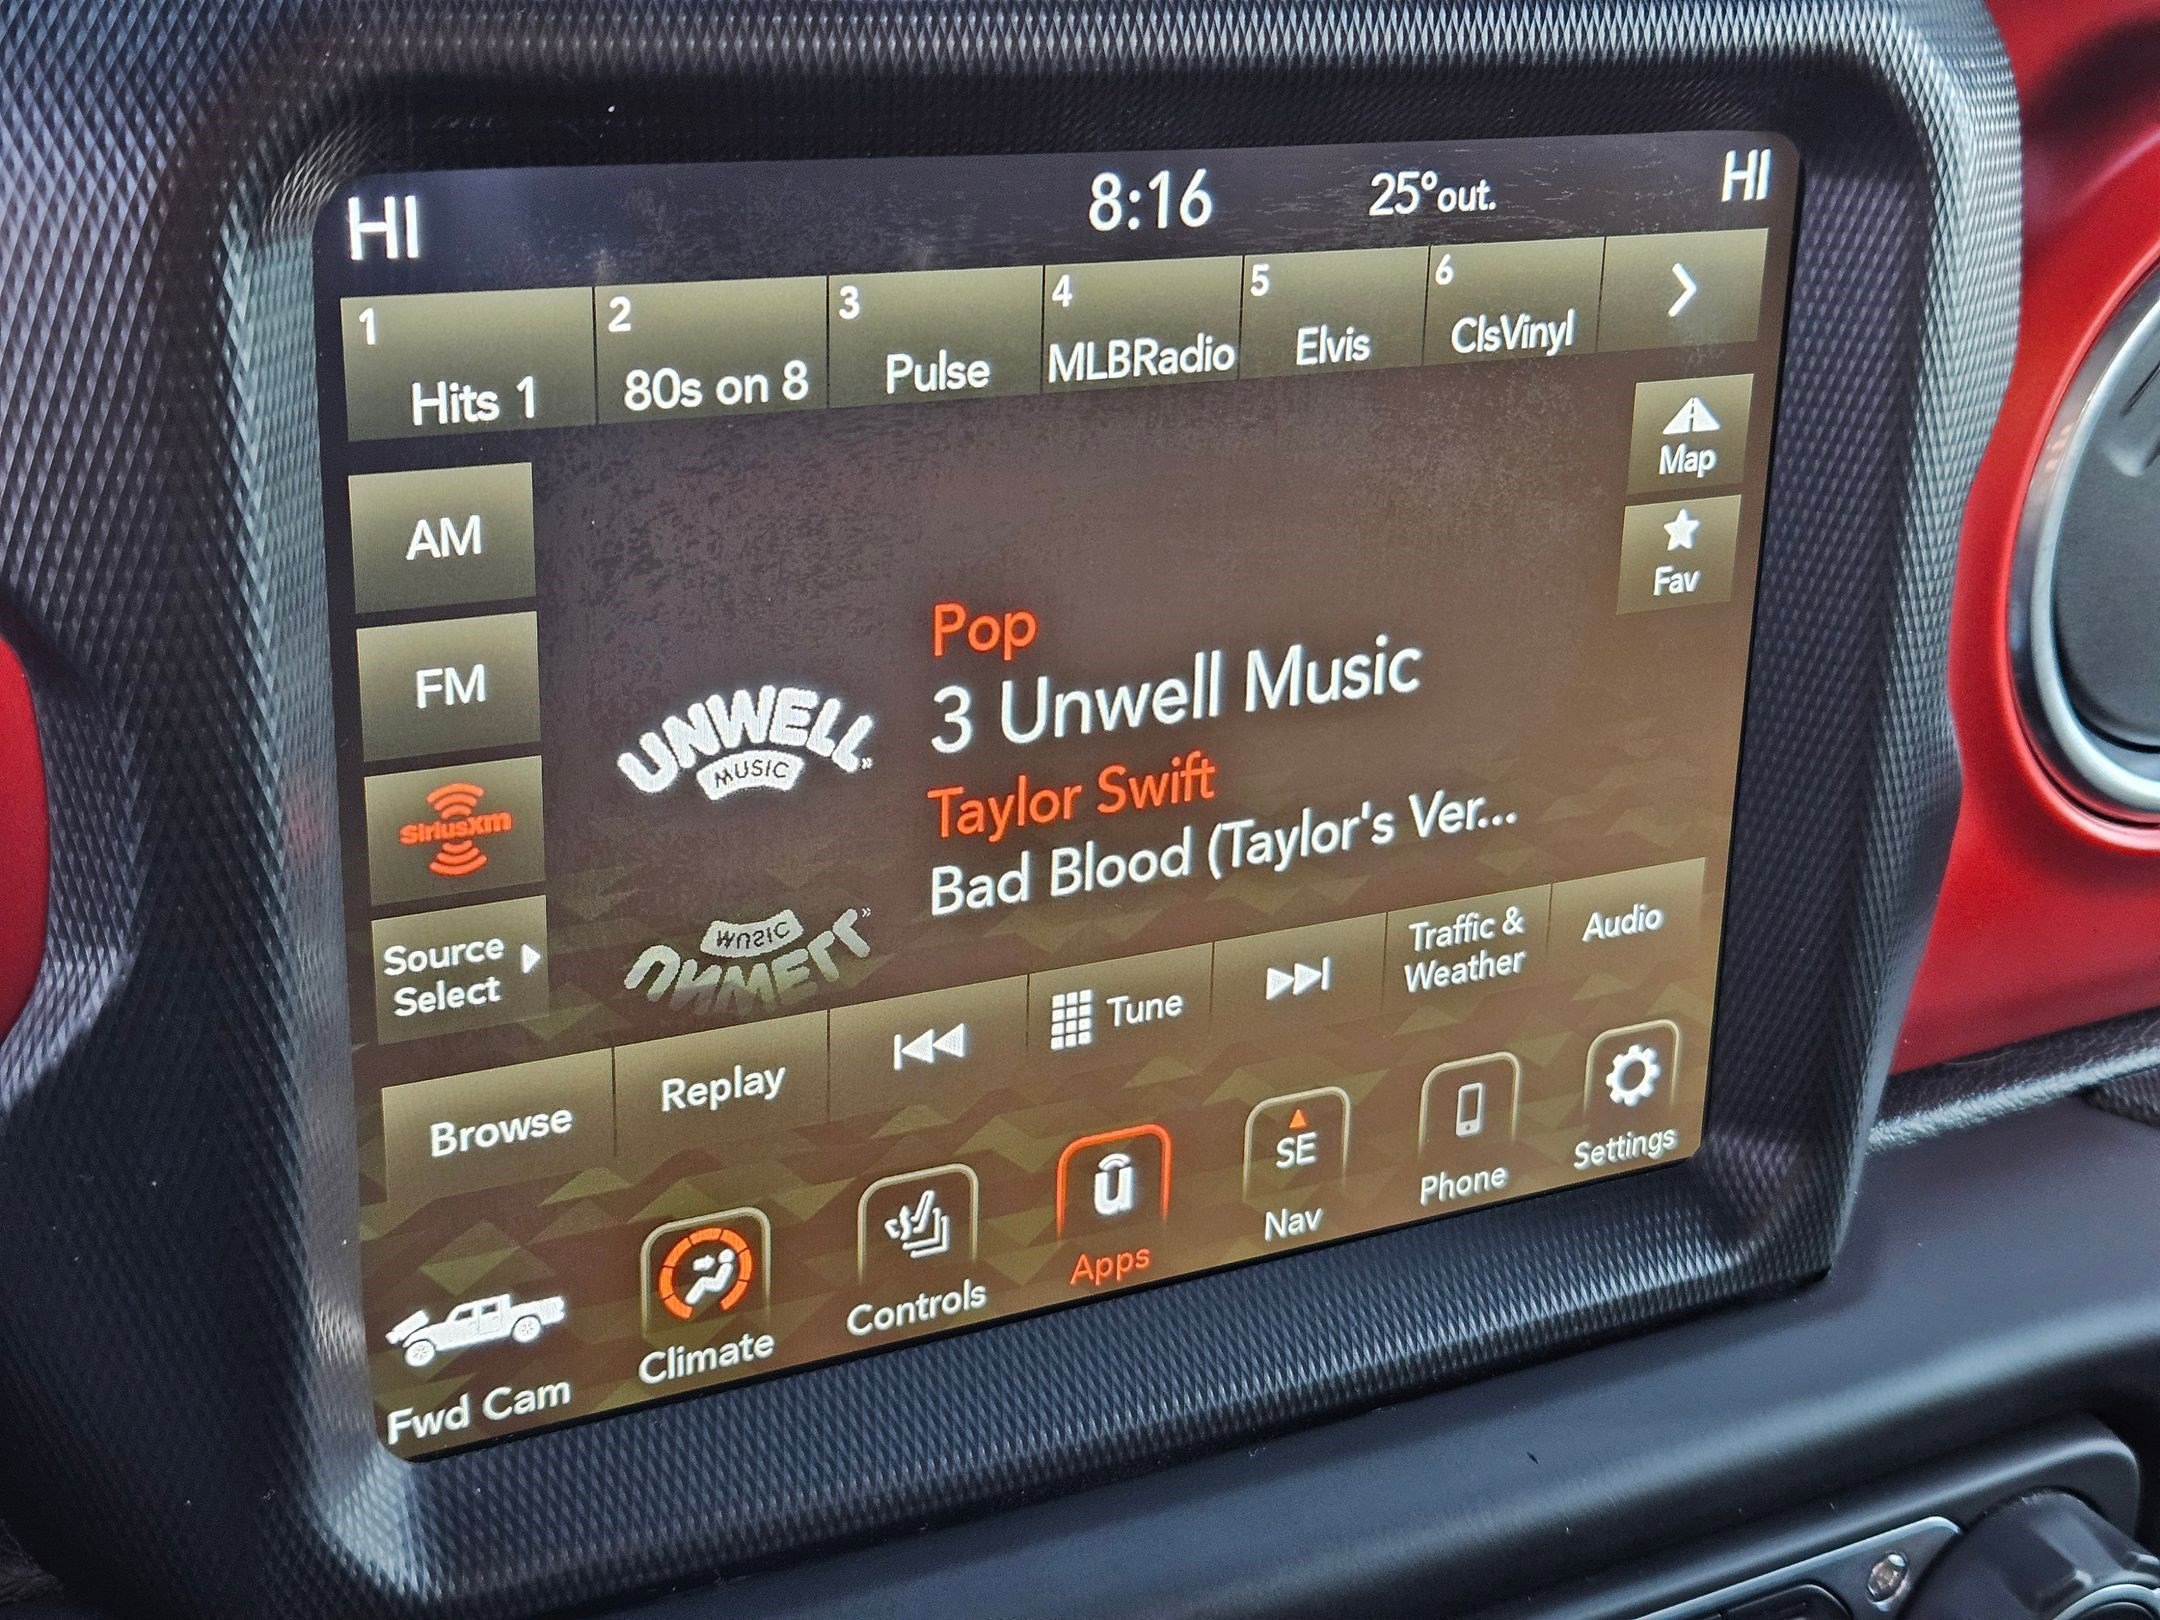 HI 8:16 25°out. HI
1 Hits 1
2 80s on 8
3 Pulse
4 MLBRadio
5 Elvis
6 ClsVinyl
Map
Fav
AM
FM
SiriusXm
Source
Select
UNWELL
MUSIC
Pop
3 Unwell Music
Taylor Swift
Bad Blood (Taylor's Ver...
MUSIC
UNWELL
Browse
Replay
Tune
Traffic &
Weather
Audio
Fwd Cam
Climate
Controls
Apps
SE
Nav
Phone
Settings